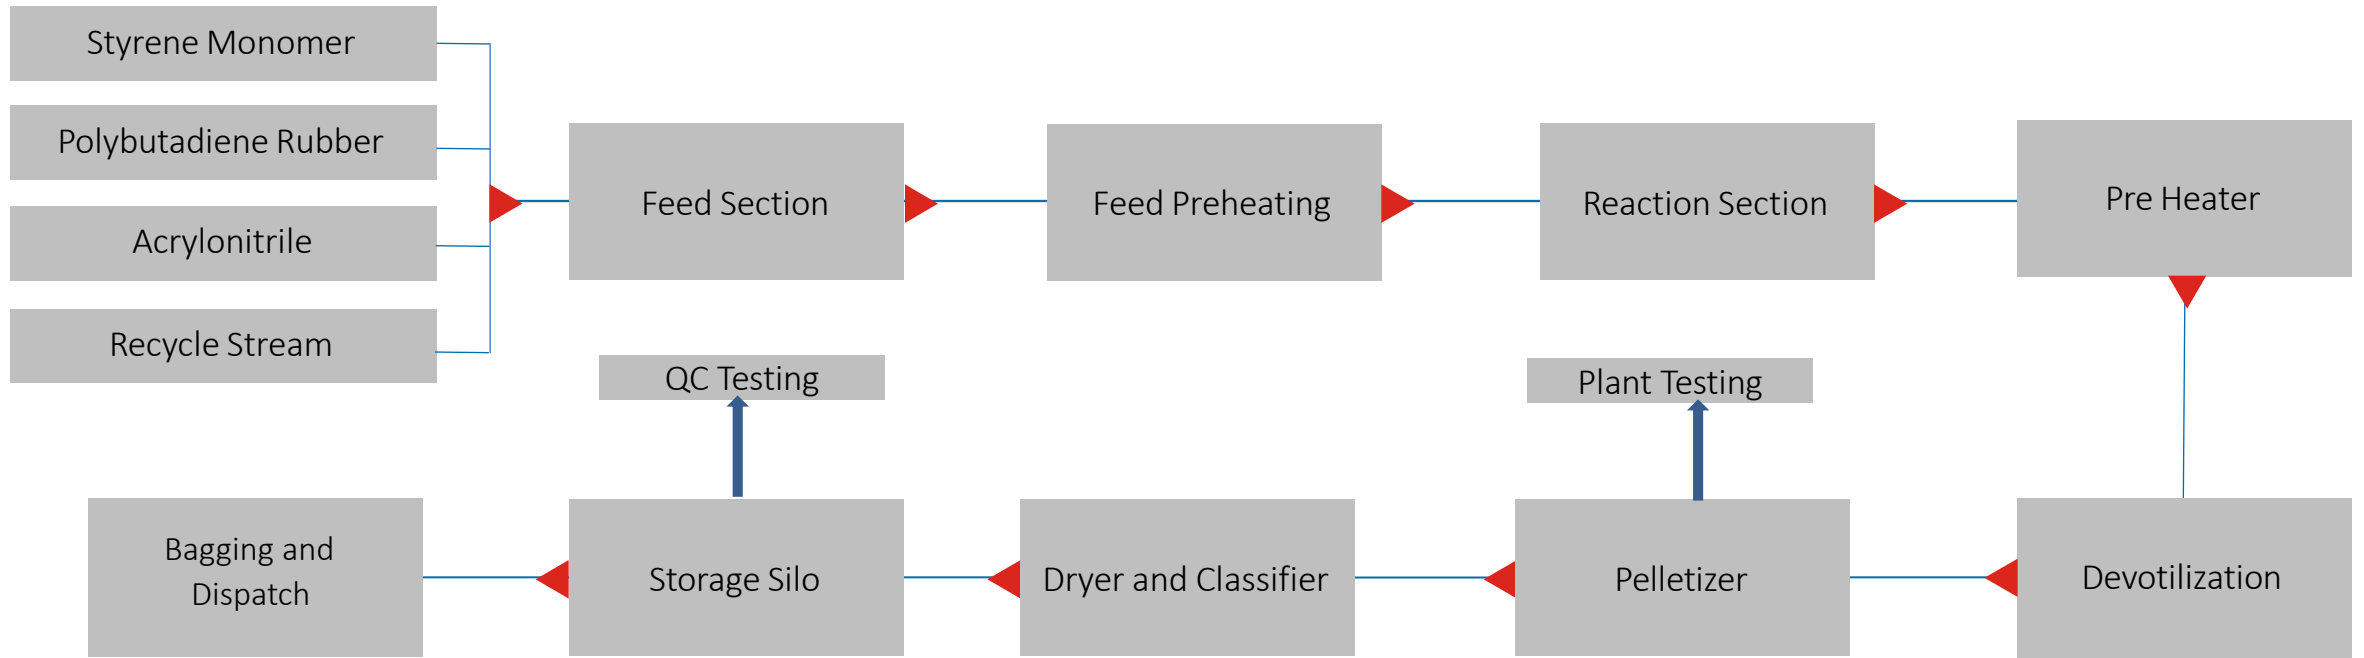 Styrene Monomer
Polybutadiene Rubber
Acrylonitrile
Recycle Stream
Feed Section
Feed Preheating
Reaction Section
Pre Heater
QC Testing
Plant Testing
Bagging and
Dispatch
Storage Silo
Dryer and Classifier
Pelletizer
Devotilization